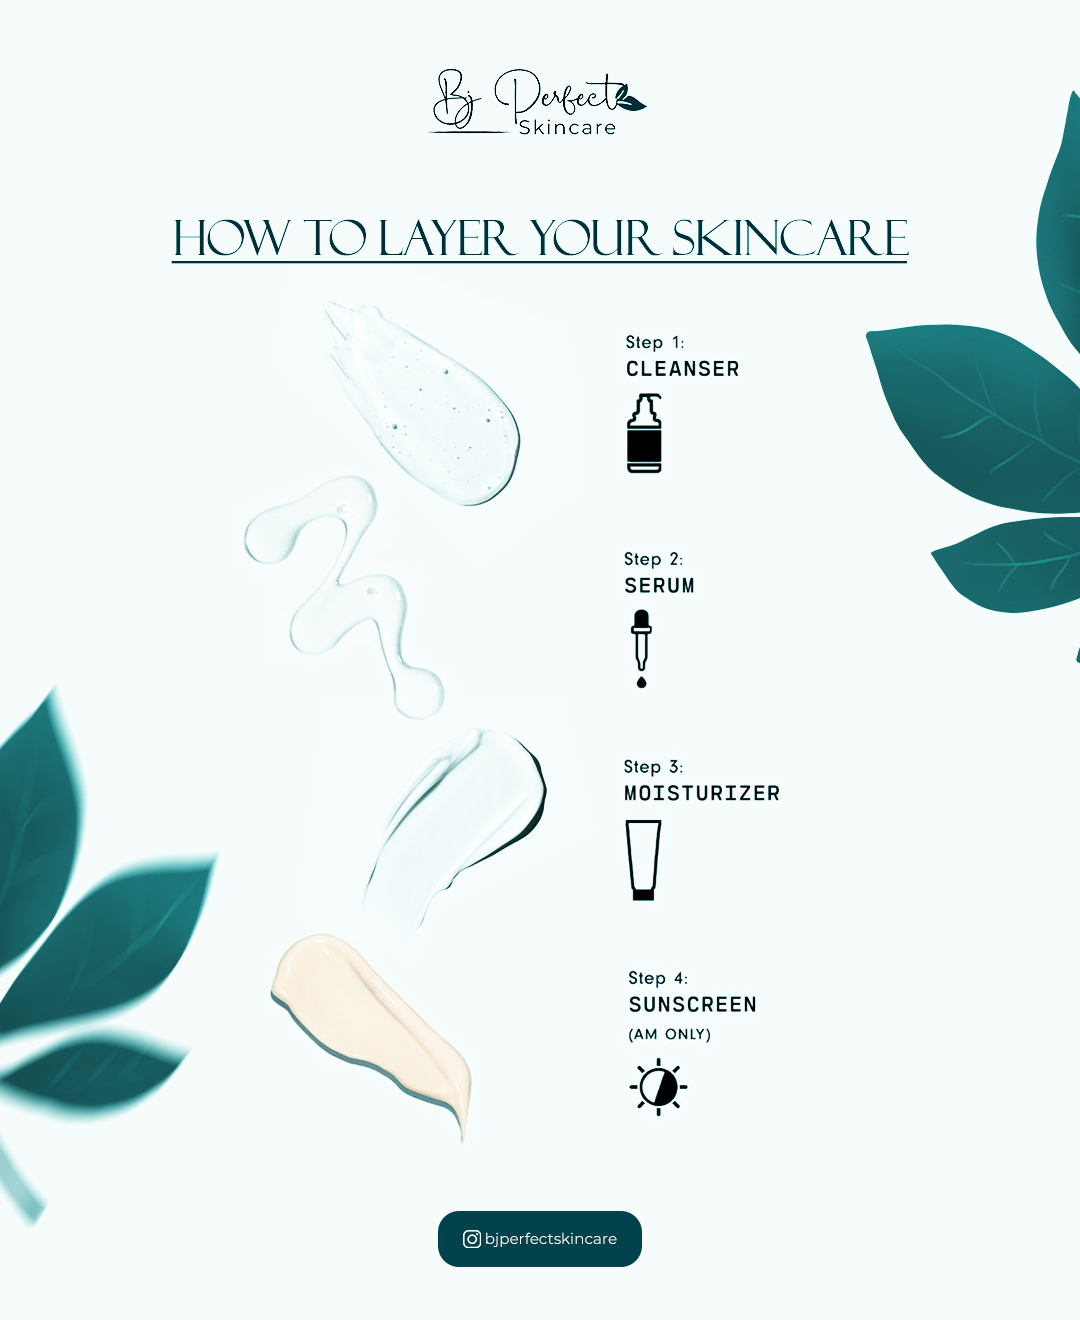 Bj Perfect
Skincare
HOW TO LAYER YOUR SKINCARE
Step 1:
CLEANSER
Step 2:
SERUM
Step 3:
MOISTURIZER
Step 4:
SUNSCREEN
(AM ONLY)
bjperfectskincare